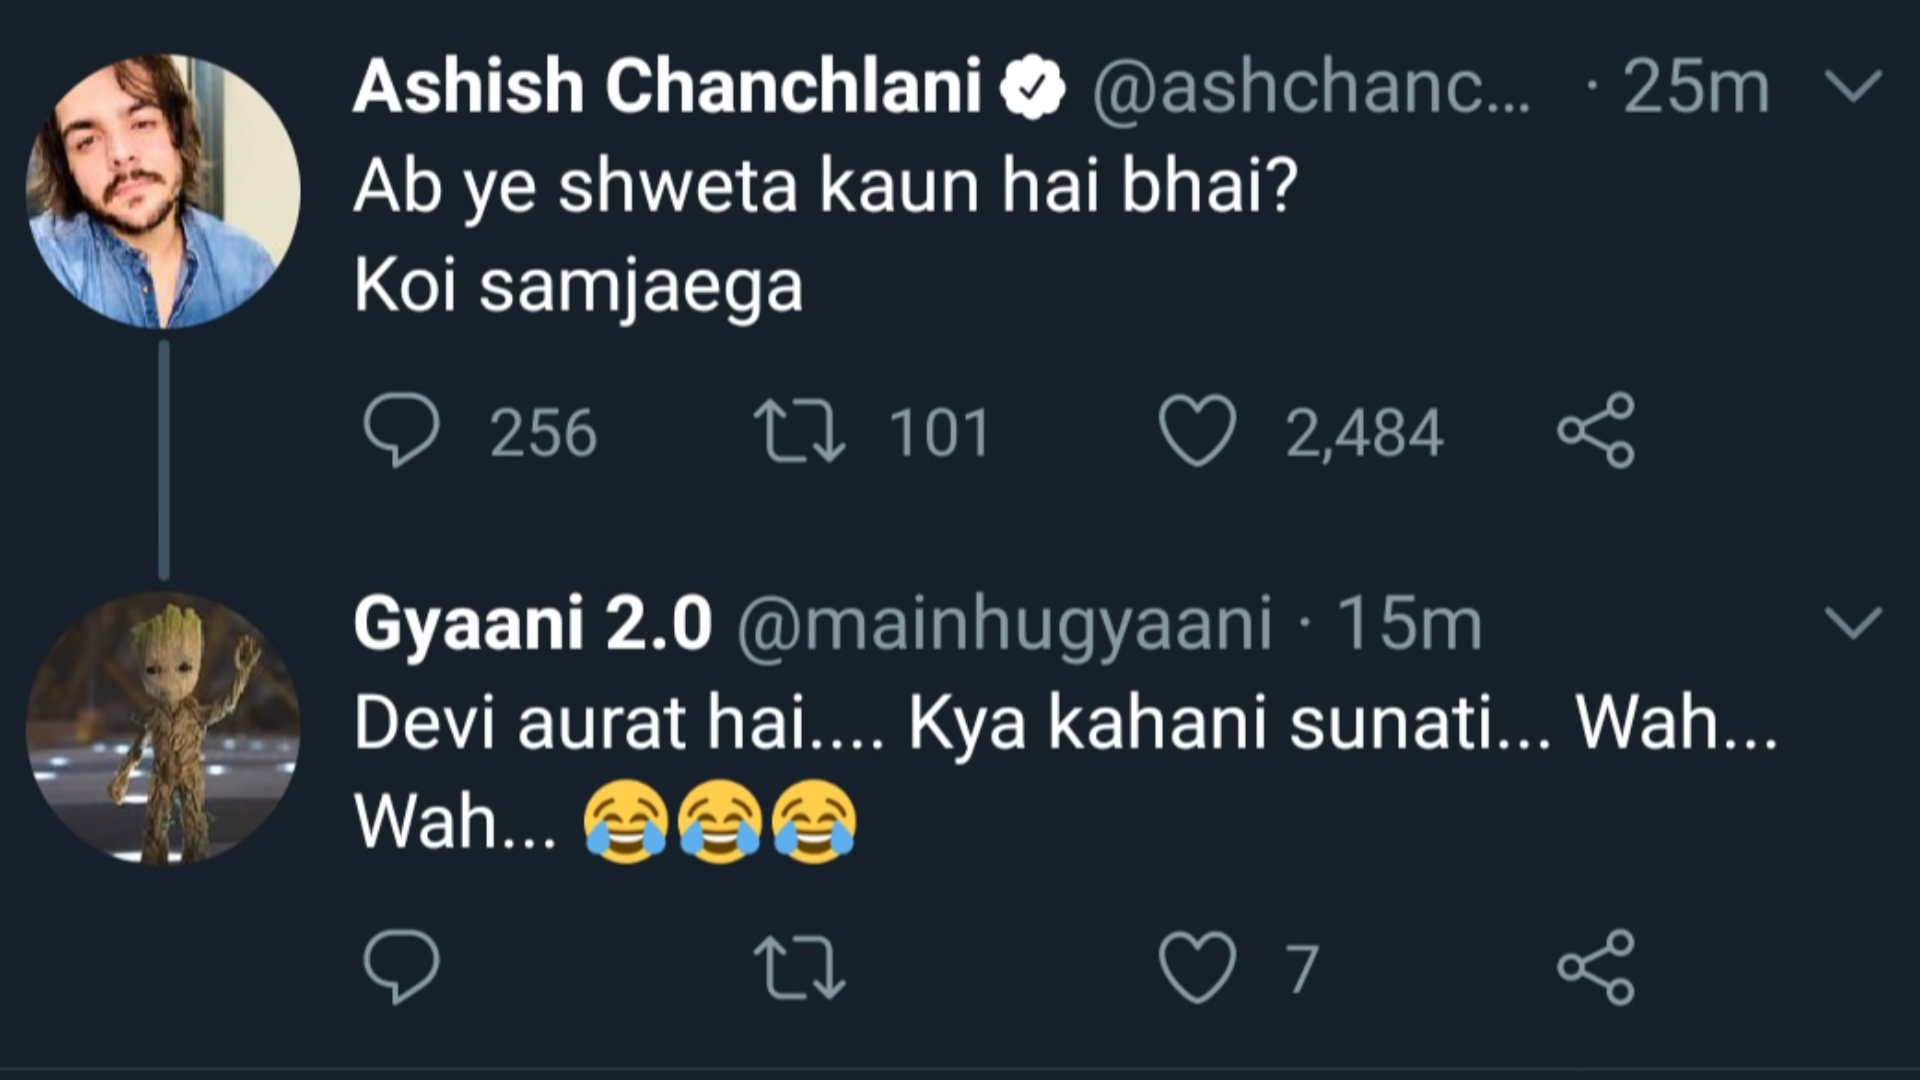 Ashish Chanchlani @ashchanc... · 25m
Ab ye shweta kaun hai bhai?
Koi samjaega
256 101 2,484
Gyaani 2.0 @mainhugyaani · 15m
Devi aurat hai.... Kya kahani sunati... Wah...
Wah... 😂😂😂
7